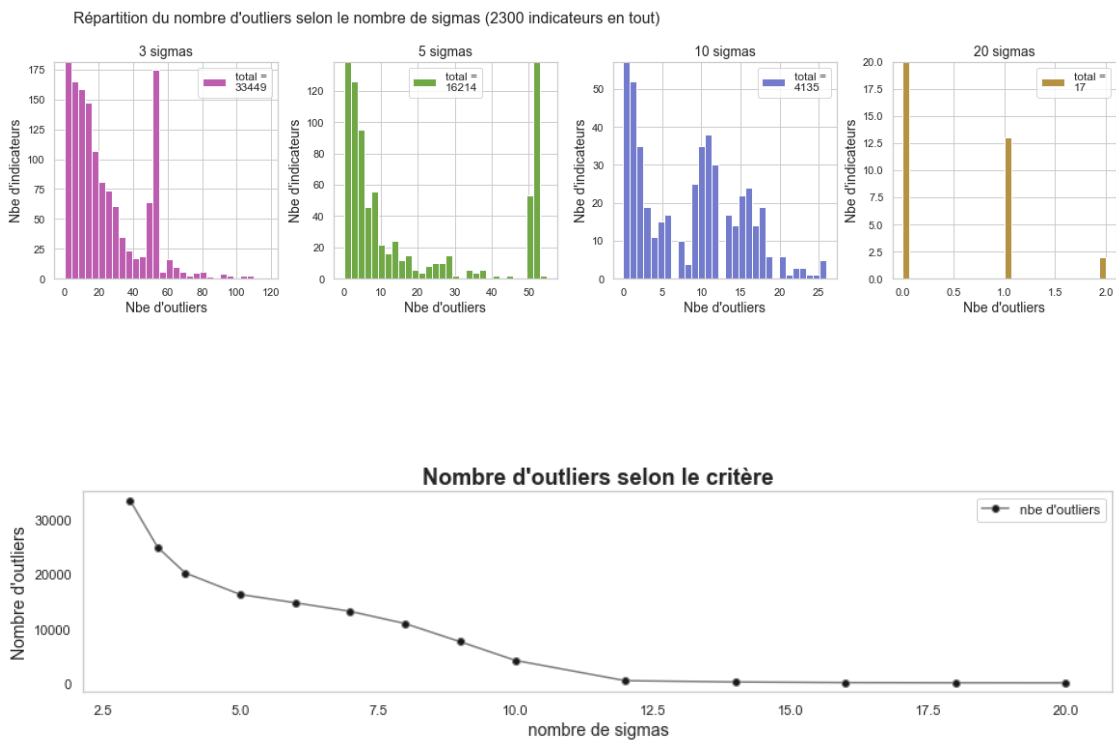 Répartition du nombre d'outliers selon le nombre de sigmas (2300 indicateurs en tout)
3 sigmas
Nbe d'indicateurs
175
150
125
100
75
50
25
0
total =
33449
0 20 40 60 80 100 120
Nbe d'outliers
5 sigmas
Nbe d'indicateurs
120
100
80
60
40
20
0
total =
16214
0 10 20 30 40 50
Nbe d'outliers
10 sigmas
Nbe d'indicateurs
50
40
30
20
10
0
total =
4135
0 5 10 15 20 25
Nbe d'outliers
20 sigmas
Nbe d'indicateurs
20.0
17.5
15.0
12.5
10.0
7.5
5.0
2.5
0.0
total =
17
0.0 0.5 1.0 1.5 2.0
Nbe d'outliers
Nombre d'outliers selon le critère
Nombre d'outliers
30000
20000
10000
0
nbe d'outliers
2.5 5.0 7.5 10.0 12.5 15.0 17.5 20.0
nombre de sigmas